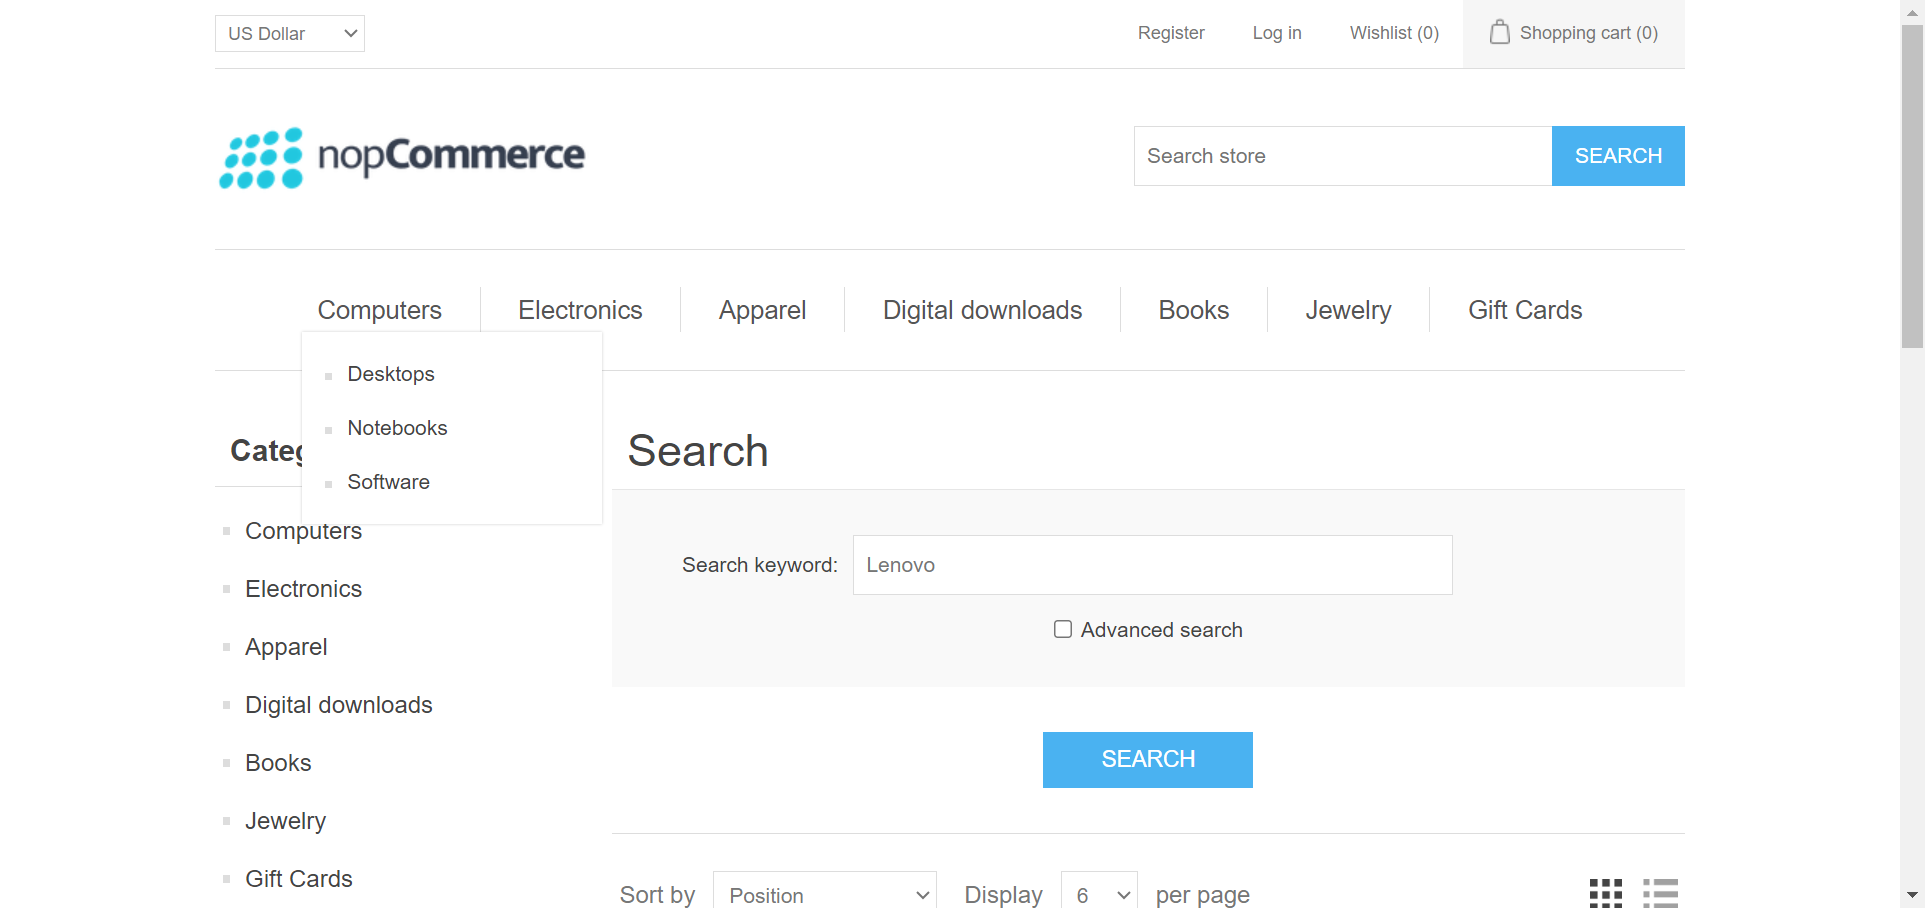 US Dollar
Register
Log in
Wishlist (0)
Shopping cart (0)
nopCommerce
Search store
SEARCH
Computers
Electronics
Apparel
Digital downloads
Books
Jewelry
Gift Cards
Desktops
Notebooks
Software
Categ
Computers
Electronics
Apparel
Digital downloads
Books
Jewelry
Gift Cards
Search
Search keyword:
Lenovo
Advanced search
SEARCH
Sort by
Position
Display
6
per page